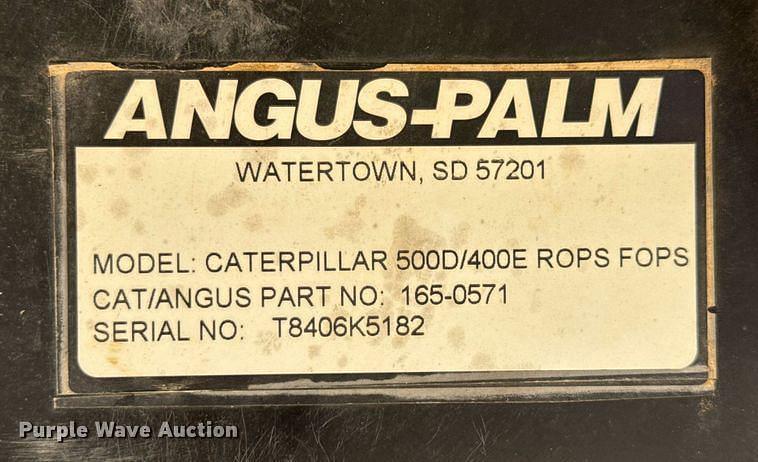 ANGUS-PALM
WATERTOWN, SD 57201
MODEL: CATERPILLAR 500D/400E ROPS FOPS
CAT/ANGUS PART NO: 165-0571
SERIAL NO: T8406K5182
Purple Wave Auction